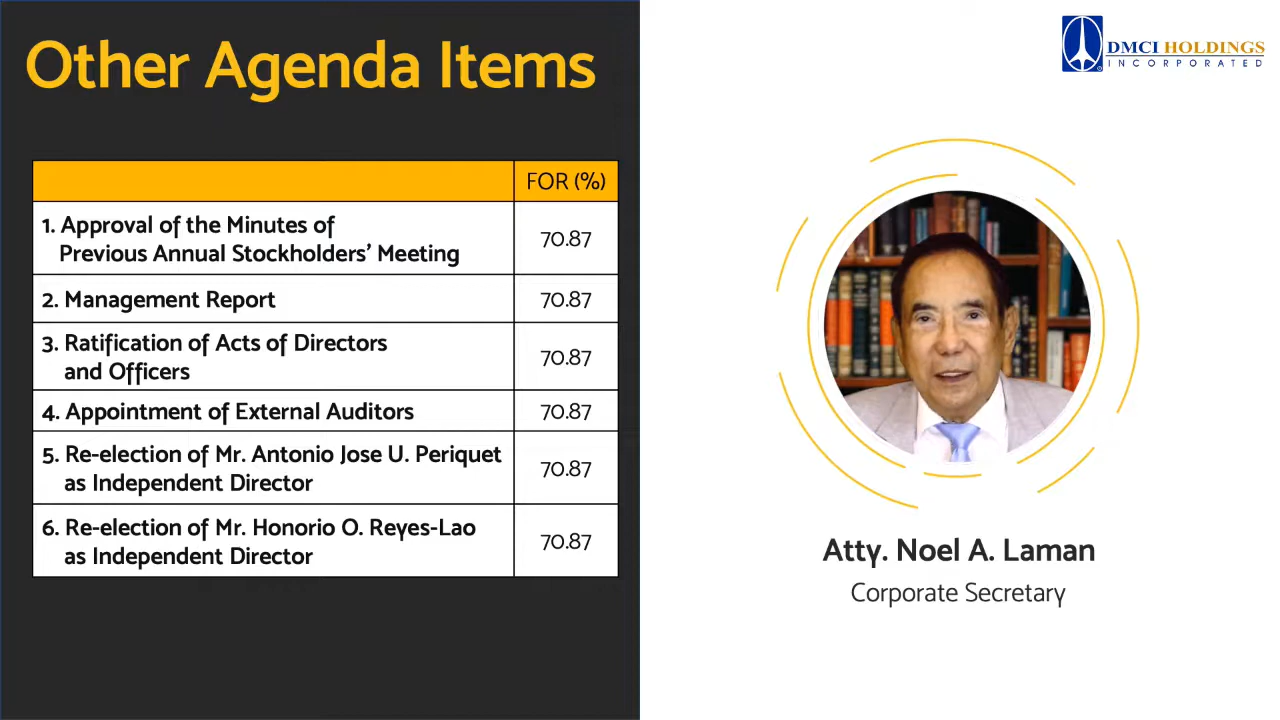 Other Agenda Items
DMCI HOLDINGS
INCORPORATED
FOR (%)
1. Approval of the Minutes of
Previous Annual Stockholders' Meeting
70.87
2. Management Report
70.87
3. Ratification of Acts of Directors
and Officers
70.87
4. Appointment of External Auditors
70.87
5. Re-election of Mr. Antonio Jose U. Periquet
as Independent Director
70.87
6. Re-election of Mr. Honorio O. Reyes-Lao
as Independent Director
70.87
Atty. Noel A. Laman
Corporate Secretary